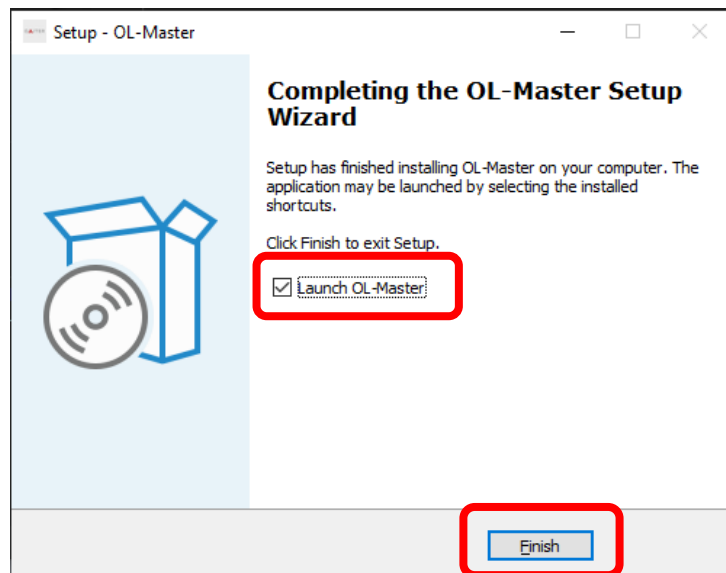 Setup - OL-Master
Completing the OL-Master Setup
Wizard
Setup has finished installing OL-Master on your computer. The
application may be launched by selecting the installed
shortcuts.
Click Finish to exit Setup.
Launch OL-Master
Finish